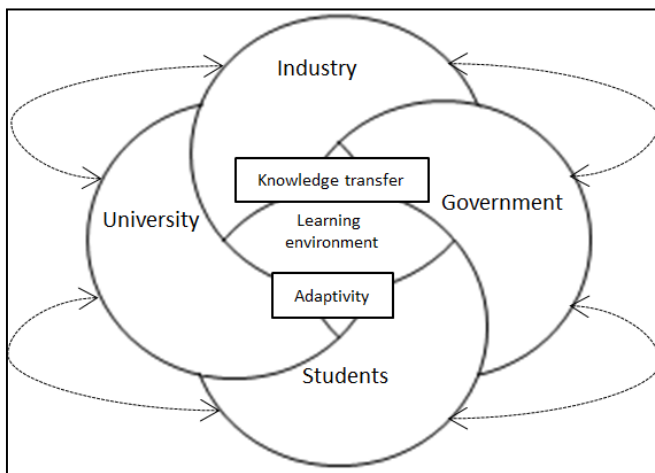 Industry
Knowledge transfer
University
Learning
environment
Government
Adaptivity
Students